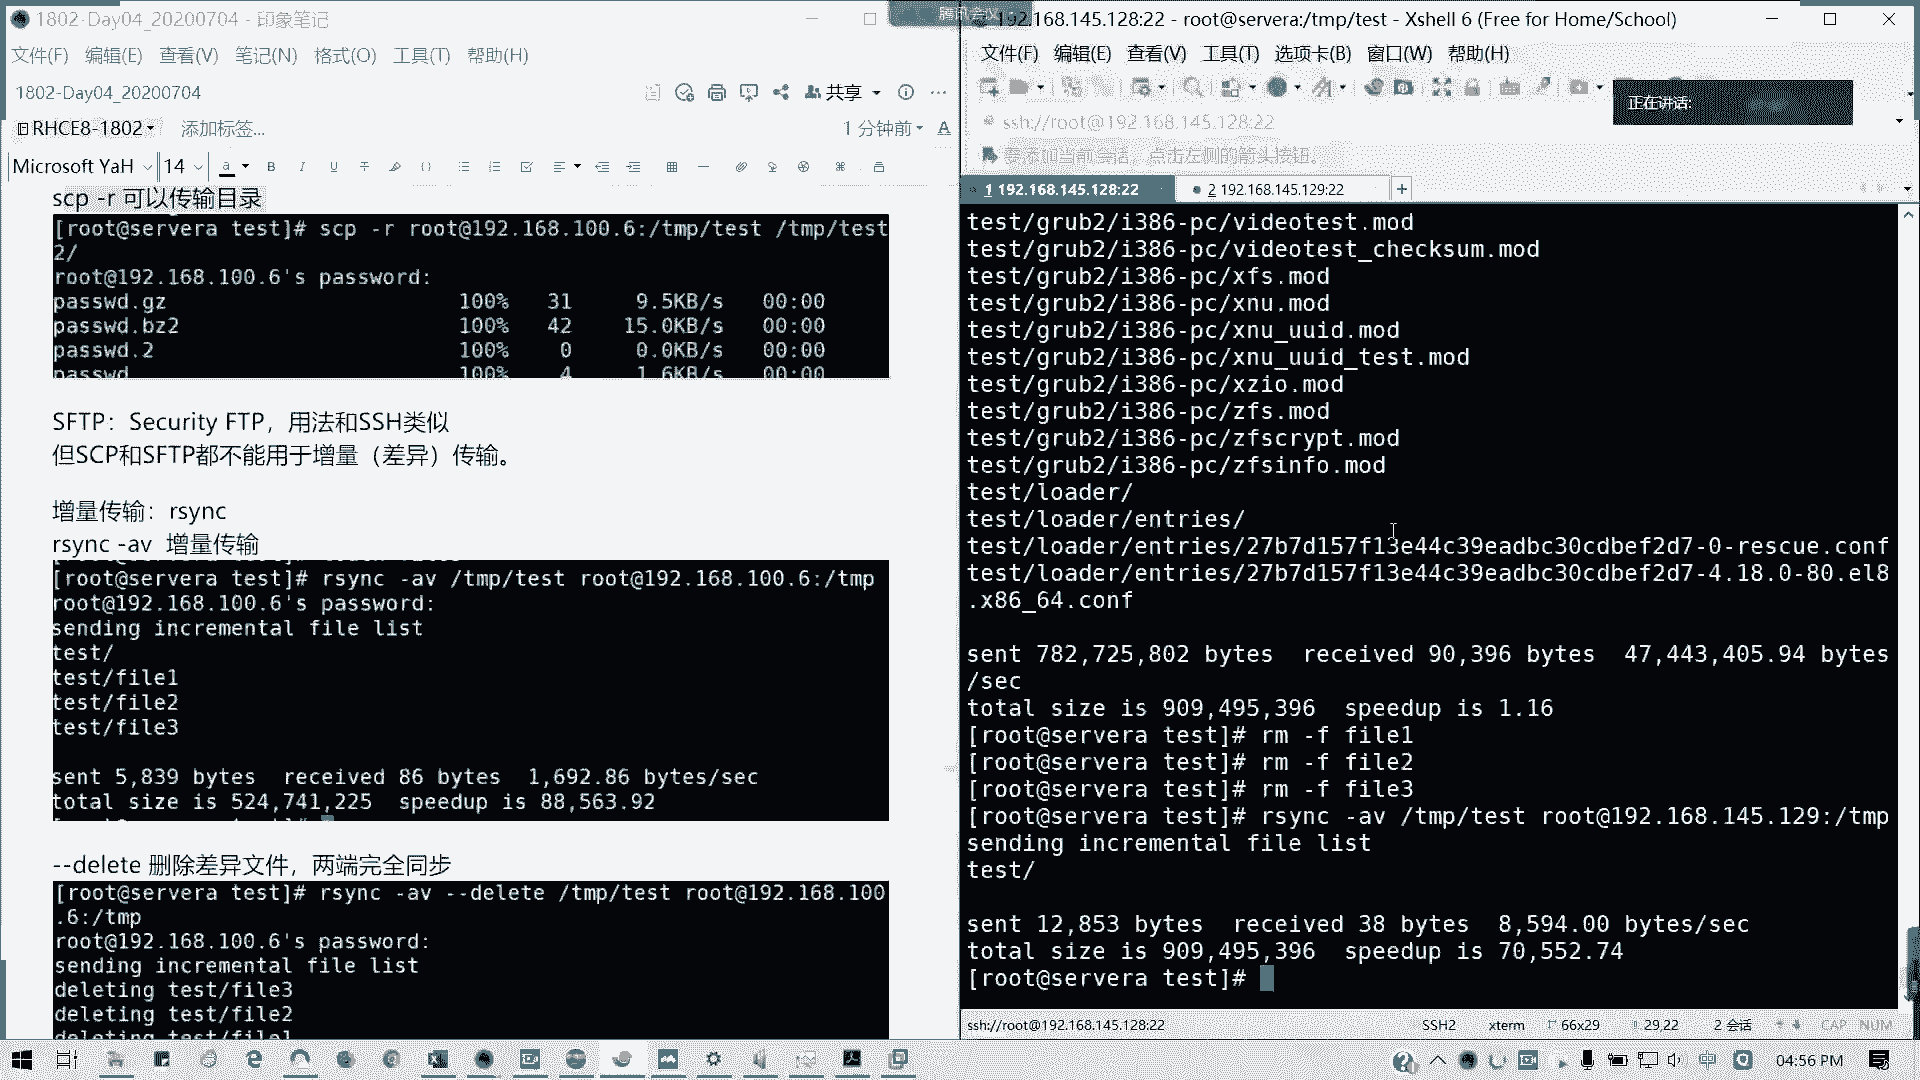 1802-Day04_20200704 - 印象笔记
文件(F) 编辑(E) 查看(V) 笔记(N) 格式(O) 工具(T) 帮助(H)
1802-Day04_20200704
共享
RHCE8-1802
添加标签...
1 分钟前
Microsoft YaH 14
scp -r 可以传输目录
[root@servera test]# scp -r root@192.168.100.6:/tmp/test /tmp/test
2/
root@192.168.100.6's password:
passwd.gz 100% 31 9.5KB/s 00:00
passwd.bz2 100% 42 15.0KB/s 00:00
passwd.2 100% 0 0.0KB/s 00:00
passwd 100% 4 1.6KB/s 00:00
SFTP：Security FTP，用法和SSH类似
但SCP和SFTP都不能用于增量（差异）传输。
增量传输：rsync
rsync -av 增量传输
[root@servera test]# rsync -av /tmp/test root@192.168.100.6:/tmp
root@192.168.100.6's password:
sending incremental file list
test/
test/file1
test/file2
test/file3
sent 5,839 bytes received 86 bytes 1,692.86 bytes/sec
total size is 524,741,225 speedup is 88,563.92
--delete 删除差异文件，两端完全同步
[root@servera test]# rsync -av --delete /tmp/test root@192.168.100
.6:/tmp
root@192.168.100.6's password:
sending incremental file list
deleting test/file3
deleting test/file2
deleting test/file1
腾讯会议
192.168.145.128:22 - root@servera:/tmp/test - Xshell 6 (Free for Home/School)
文件(F) 编辑(E) 查看(V) 工具(T) 选项卡(B) 窗口(W) 帮助(H)
正在讲话:
ssh://root@192.168.145.128:22
要添加当前会话，点击左侧的箭头按钮。
1 192.168.145.128:22
2 192.168.145.129:22
test/grub2/i386-pc/videotest.mod
test/grub2/i386-pc/videotest_checksum.mod
test/grub2/i386-pc/xfs.mod
test/grub2/i386-pc/xnu.mod
test/grub2/i386-pc/xnu_uuid.mod
test/grub2/i386-pc/xnu_uuid_test.mod
test/grub2/i386-pc/xzio.mod
test/grub2/i386-pc/zfs.mod
test/grub2/i386-pc/zfscrypt.mod
test/grub2/i386-pc/zfsinfo.mod
test/loader/
test/loader/entries/
test/loader/entries/27b7d157f13e44c39eadbc30cdbef2d7-0-rescue.conf
test/loader/entries/27b7d157f13e44c39eadbc30cdbef2d7-4.18.0-80.el8
.x86_64.conf
sent 782,725,802 bytes received 90,396 bytes 47,443,405.94 bytes
/sec
total size is 909,495,396 speedup is 1.16
[root@servera test]# rm -f file1
[root@servera test]# rm -f file2
[root@servera test]# rm -f file3
[root@servera test]# rsync -av /tmp/test root@192.168.145.129:/tmp
sending incremental file list
test/
sent 12,853 bytes received 38 bytes 8,594.00 bytes/sec
total size is 909,495,396 speedup is 70,552.74
[root@servera test]#
ssh://root@192.168.145.128:22 SSH2 xterm 66x29 29,22 2 会话 CAP NUM
中 04:56 PM